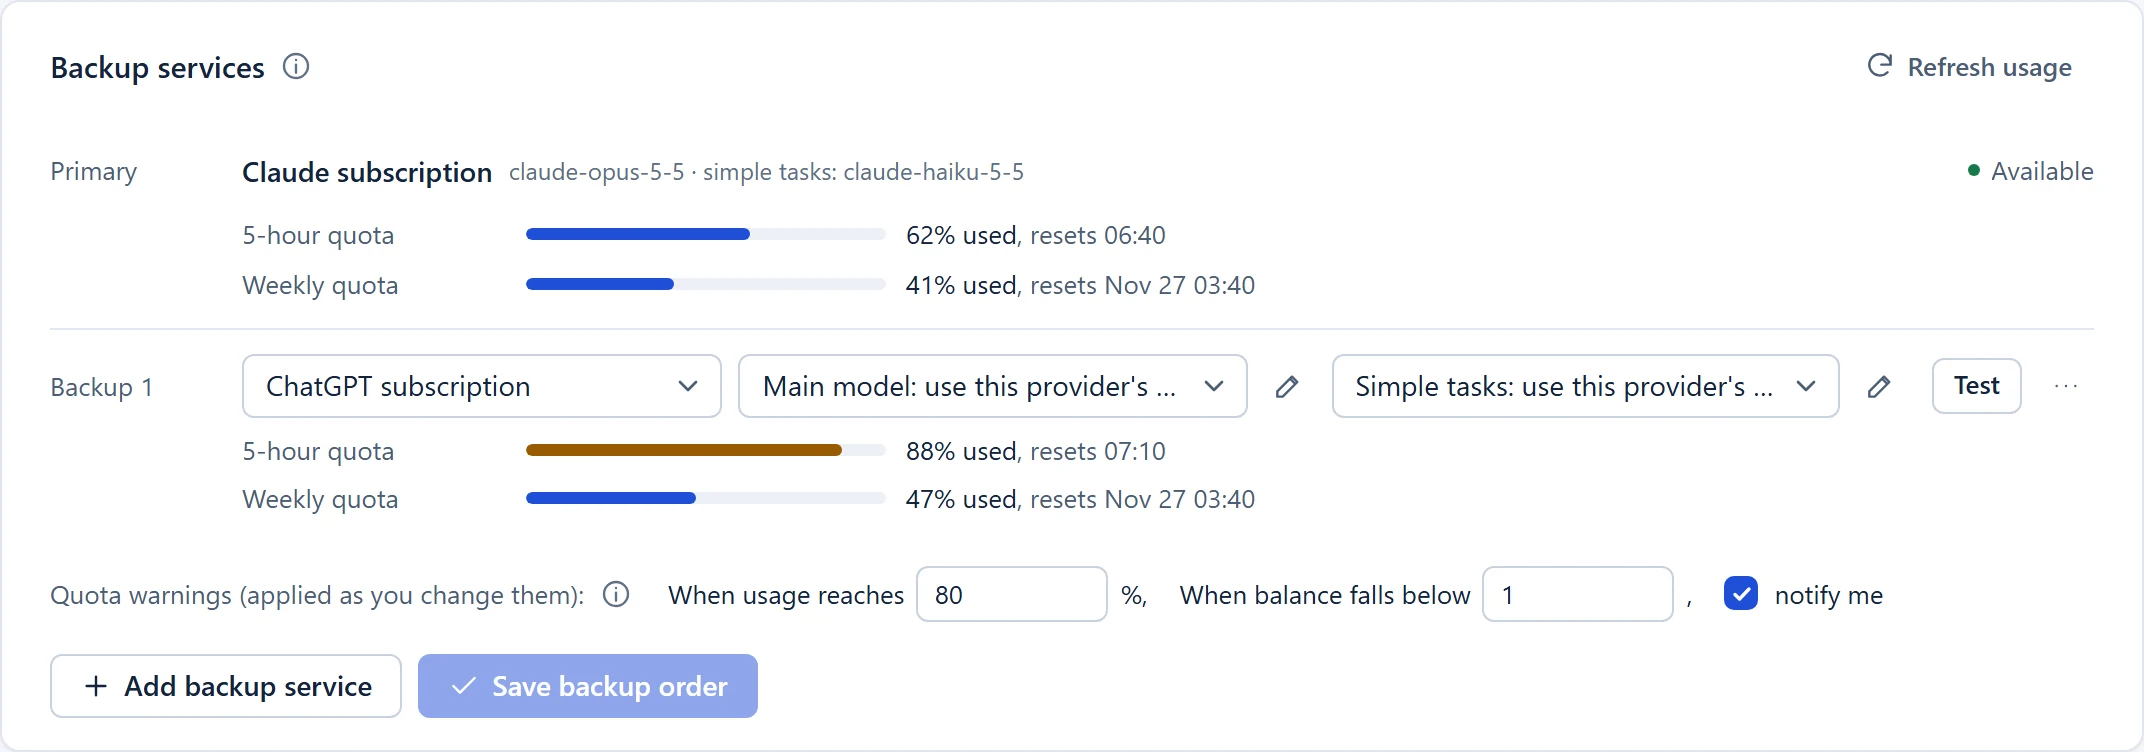 Backup services
Refresh usage
Primary
Claude subscription claude-opus-5-5 · simple tasks: claude-haiku-5-5
Available
5-hour quota 62% used, resets 06:40
Weekly quota 41% used, resets Nov 27 03:40
Backup 1
ChatGPT subscription
Main model: use this provider's ...
Simple tasks: use this provider's ...
Test
...
5-hour quota 88% used, resets 07:10
Weekly quota 47% used, resets Nov 27 03:40
Quota warnings (applied as you change them): When usage reaches 80 %, When balance falls below 1 , notify me
Add backup service
Save backup order